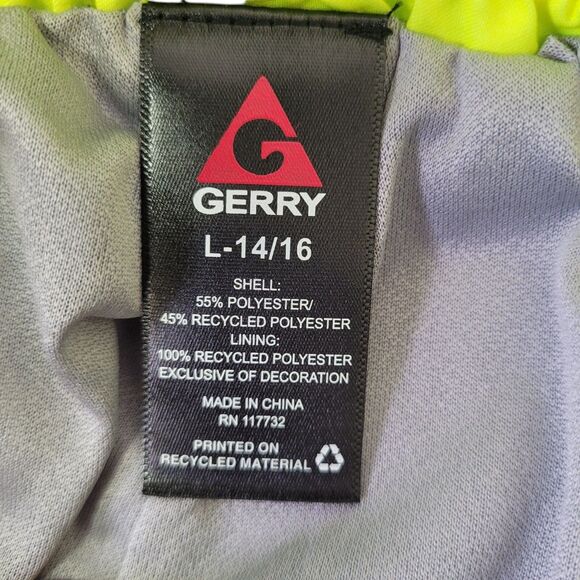 GERRY
L-14/16
SHELL:
55% POLYESTER/
45% RECYCLED POLYESTER
LINING:
100% RECYCLED POLYESTER
EXCLUSIVE OF DECORATION
MADE IN CHINA
RN 117732
PRINTED ON
RECYCLED MATERIAL